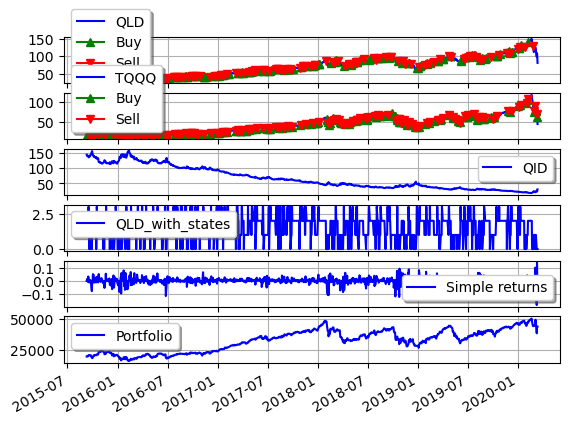 QLD
Buy
Sell
150
100
50
TQQQ
Buy
Sell
100
50
150
100
50
QID
2.5
0.0
QLD_with_states
0.1
0.0
−0.1
Simple returns
50000
25000
Portfolio
2015-07
2016-01
2016-07
2017-01
2017-07
2018-01
2018-07
2019-01
2019-07
2020-01